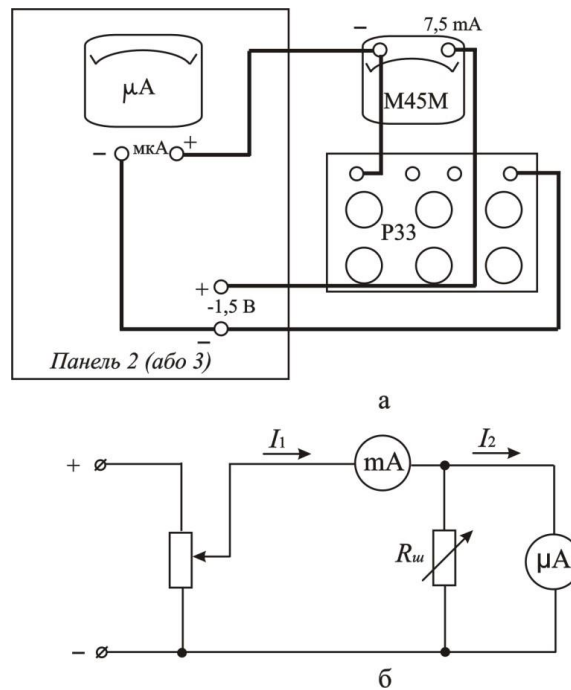 − 7,5 mA
μA
M45M
− мкА +
P33
+
-1,5 В
−
Панель 2 (або 3)
а
I₁ I₂
+
mA
Rш
μA
−
б